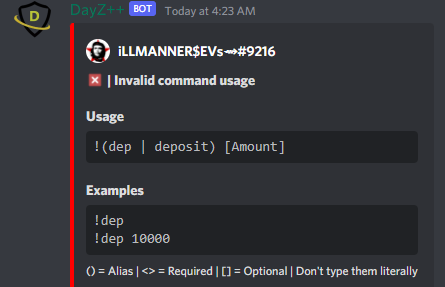 D
DayZ++ BOT Today at 4:23 AM
iLLMANNER$EVs⇝#9216
| Invalid command usage
Usage
!(dep | deposit) [Amount]
Examples
!dep
!dep 10000
() = Alias | <> = Required | [] = Optional | Don't type them literally